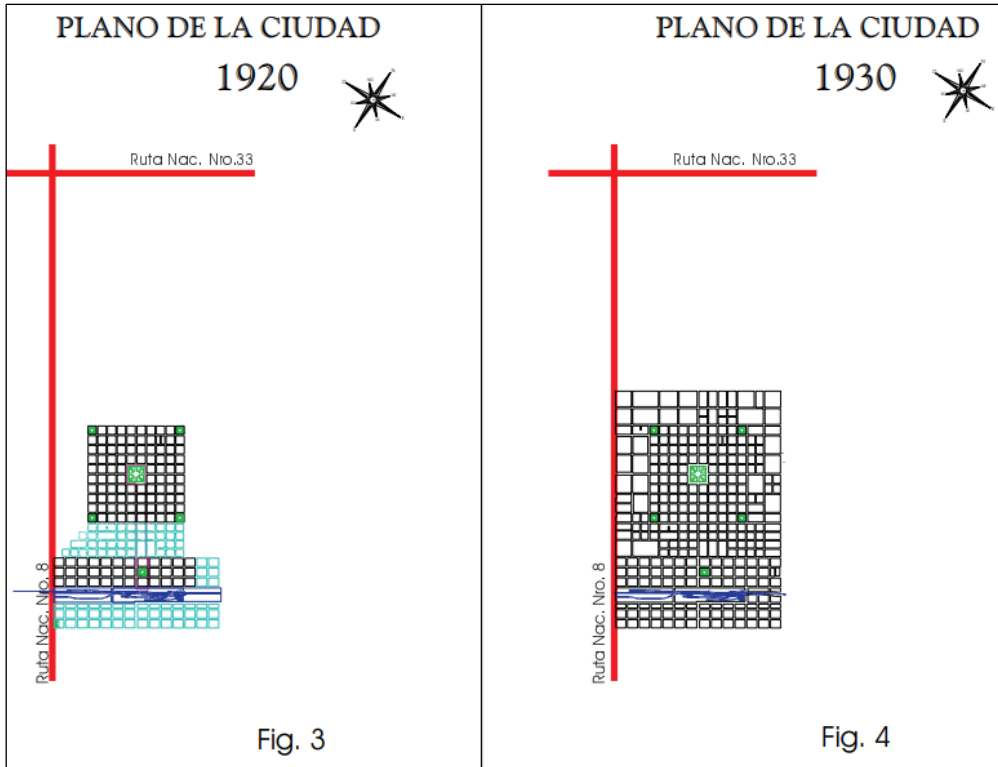 PLANO DE LA CIUDAD
1920
Ruta Nac. Nro.33
Ruta Nac. Nro. 8
Fig. 3
PLANO DE LA CIUDAD
1930
Ruta Nac. Nro.33
Ruta Nac. Nro. 8
Fig. 4